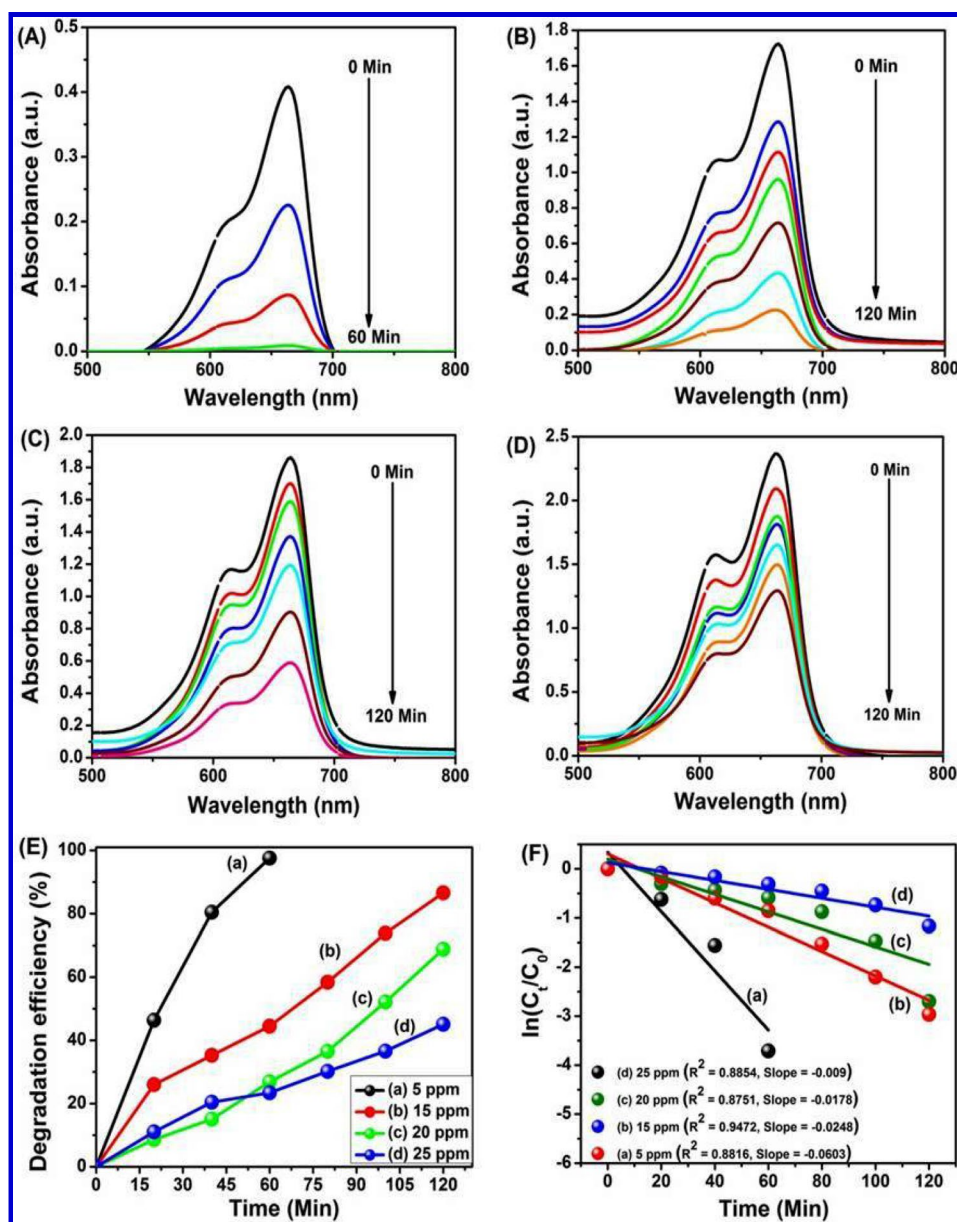 (A)
0.5
0.4
0.3
0.2
0.1
0.0
500 600 700 800
Absorbance (a.u.)
Wavelength (nm)
0 Min
60 Min
(B)
1.8
1.6
1.4
1.2
1.0
0.8
0.6
0.4
0.2
0.0
500 600 700 800
Absorbance (a.u.)
Wavelength (nm)
0 Min
120 Min
(C)
2.0
1.8
1.6
1.4
1.2
1.0
0.8
0.6
0.4
0.2
0.0
500 600 700 800
Absorbance (a.u.)
Wavelength (nm)
0 Min
120 Min
(D)
2.5
2.0
1.5
1.0
0.5
0.0
500 600 700 800
Absorbance (a.u.)
Wavelength (nm)
0 Min
120 Min
(E)
100
80
60
40
20
0
0 15 30 45 60 75 90 105 120
Degradation efficiency (%)
Time (Min)
(a)
(b)
(c)
(d)
(a) 5 ppm
(b) 15 ppm
(c) 20 ppm
(d) 25 ppm
(F)
0
-1
-2
-3
-4
-5
-6
0 20 40 60 80 100 120
ln(Ct/C0)
Time (Min)
(d)
(c)
(a)
(b)
(d) 25 ppm (R2 = 0.8854, Slope = -0.009)
(c) 20 ppm (R2 = 0.8751, Slope = -0.0178)
(b) 15 ppm (R2 = 0.9472, Slope = -0.0248)
(a) 5 ppm (R2 = 0.8816, Slope = -0.0603)